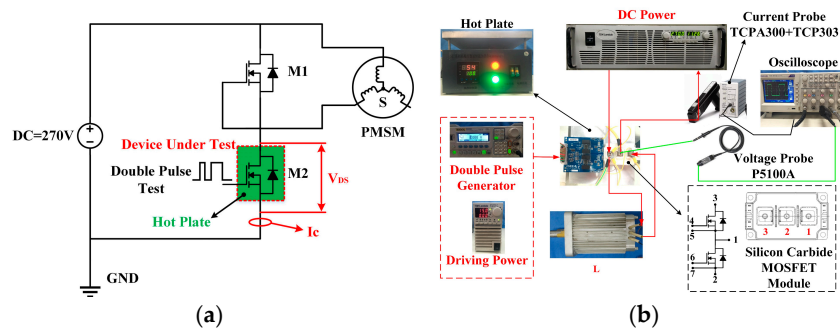 (a)
DC=270V
M1
S
PMSM
Device Under Test
Double Pulse
Test
M2
VDS
Hot Plate
Ic
GND
(b)
Hot Plate
DC Power
Current Probe
TCPA300+TCP303
Oscilloscope
Double Pulse
Generator
Driving Power
L
Voltage Probe
P5100A
3
4
5
1
6
7
2
3 2 1
Silicon Carbide
MOSFET
Module
(a)
(b)